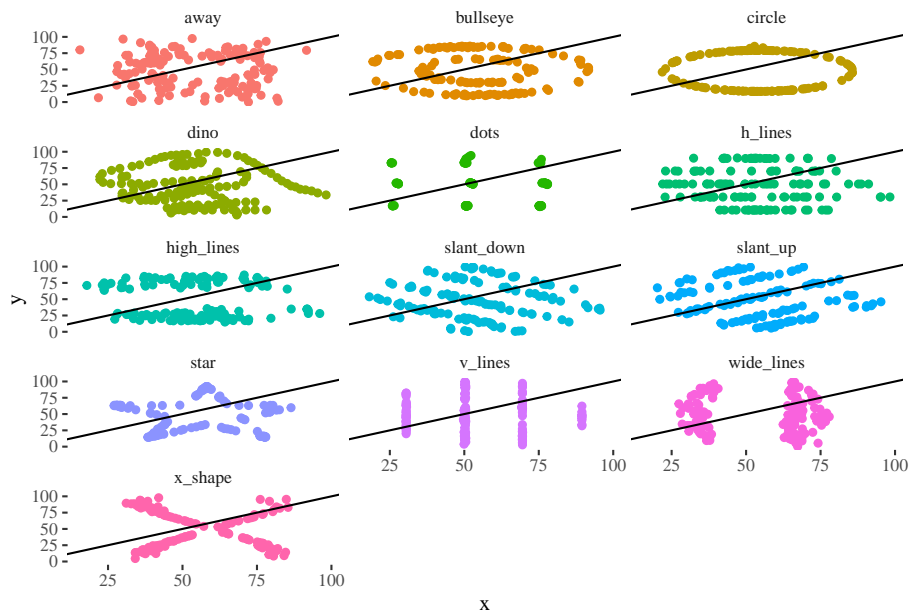 away bullseye circle
100
75
50
25
0
dino dots h_lines
100
75
50
25
0
high_lines slant_down slant_up
100
75
50
25
0
y
star v_lines wide_lines
100
75
50
25
0
25 50 75 100 25 50 75 100
x_shape
100
75
50
25
0
25 50 75 100
x